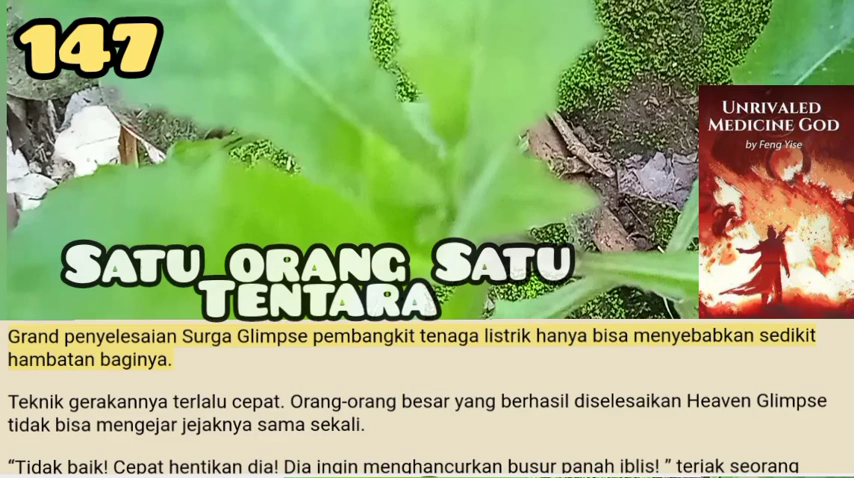 147
UNRIVALED
MEDICINE GOD
by Feng Yise
SATU ORANG SATU
TENTARA
Grand penyelesaian Surga Glimpse pembangkit tenaga listrik hanya bisa menyebabkan sedikit
hambatan baginya.
Teknik gerakannya terlalu cepat. Orang-orang besar yang berhasil diselesaikan Heaven Glimpse
tidak bisa mengejar jejaknya sama sekali.
“Tidak baik! Cepat hentikan dia! Dia ingin menghancurkan busur panah iblis! ” teriak seorang